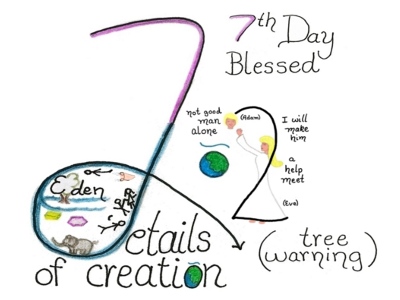 7th Day
Blessed
not good
man
alone
(Adam)
I will
make
him
a
help
meet
(Eve)
Eden
Details
of creation
tree
(warning)